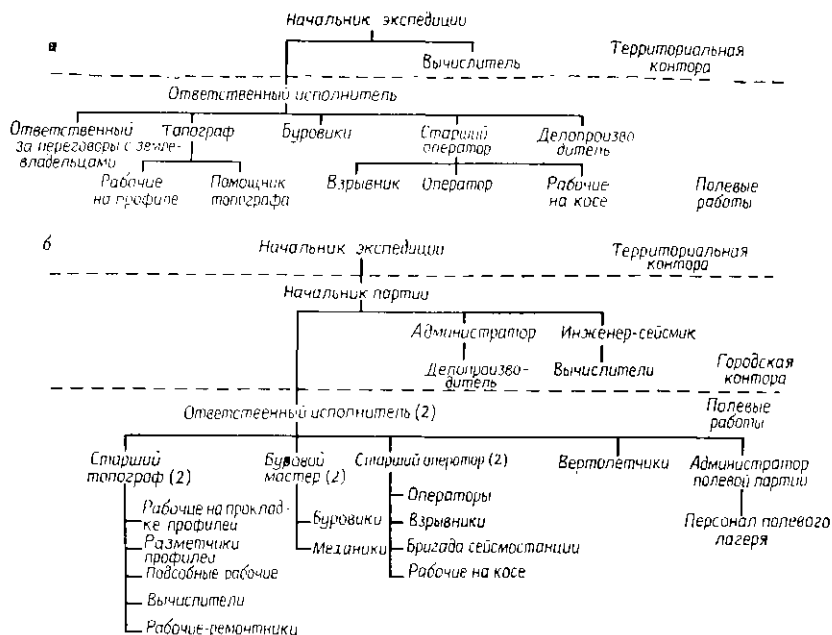 Начальник экспедиции
а
Вычислитель
Территориальная
контора
Ответственный исполнитель
Ответственный
за переговоры с земле-
владельцами
Топограф
Буровики
Старший
оператор
Делопроизво-
дитель
Рабочие
на профиле
Помощник
топографа
Взрывник
Оператор
Рабочие
на косе
Полевые
работы
б
Начальник экспедиции
Территориальная
контора
Начальник партии
Администратор
Инженер-сейсмик
Делопроизво-
дитель
Вычислители
Городская
контора
Ответственный исполнитель (2)
Полевые
работы
Старший
топограф (2)
Буровой
мастер (2)
Старший оператор (2)
Вертолетчики
Администратор
полевой партии
Рабочие на проклад-
ке профилей
Разметчики
профилей
Подсобные рабочие
Вычислители
Рабочие-ремонтники
Буровики
Механики
Операторы
Взрывники
Бригада сейсмостанции
Рабочие на косе
Персонал полевого
лагеря